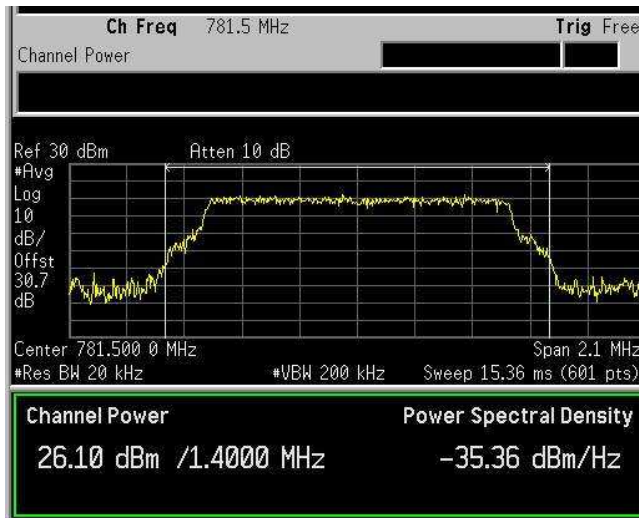 Ch Freq 781.5 MHz Trig Free
Channel Power
Ref 30 dBm Atten 10 dB
#Avg
Log
10
dB/
Offst
30.7
dB
Center 781.500 0 MHz Span 2.1 MHz
#Res BW 20 kHz #VBW 200 kHz Sweep 15.36 ms (601 pts)
Channel Power Power Spectral Density
26.10 dBm /1.4000 MHz -35.36 dBm/Hz